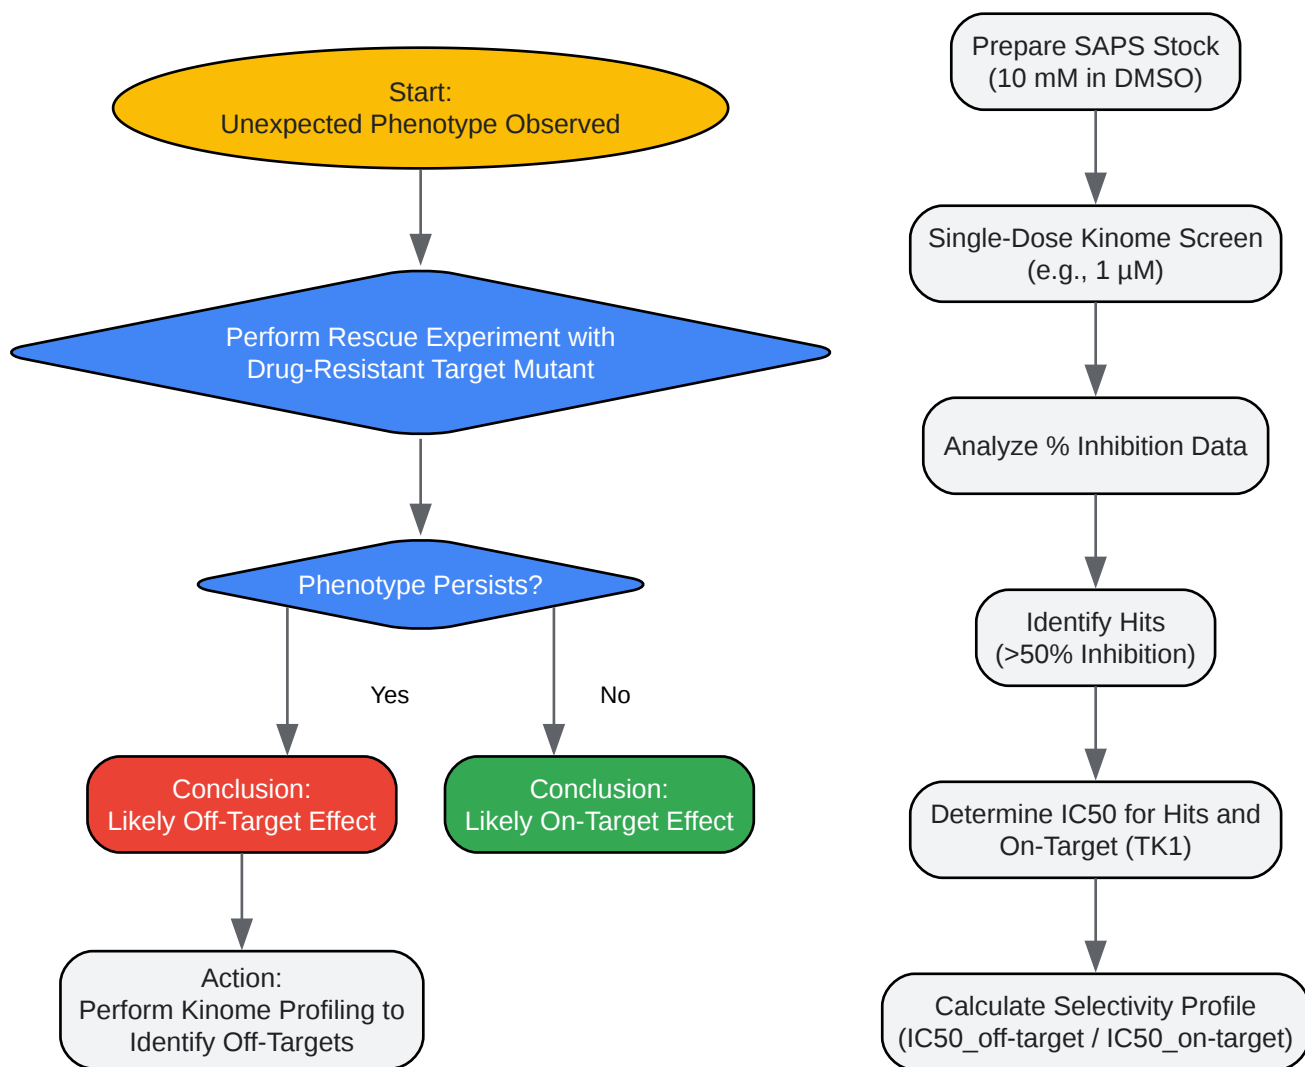 Start:
Unexpected Phenotype Observed
Perform Rescue Experiment with
Drug-Resistant Target Mutant
Phenotype Persists?
Yes
No
Conclusion:
Likely Off-Target Effect
Conclusion:
Likely On-Target Effect
Action:
Perform Kinome Profiling to
Identify Off-Targets
Prepare SAPS Stock
(10 mM in DMSO)
Single-Dose Kinome Screen
(e.g., 1 µM)
Analyze % Inhibition Data
Identify Hits
(>50% Inhibition)
Determine IC50 for Hits and
On-Target (TK1)
Calculate Selectivity Profile
(IC50_off-target / IC50_on-target)